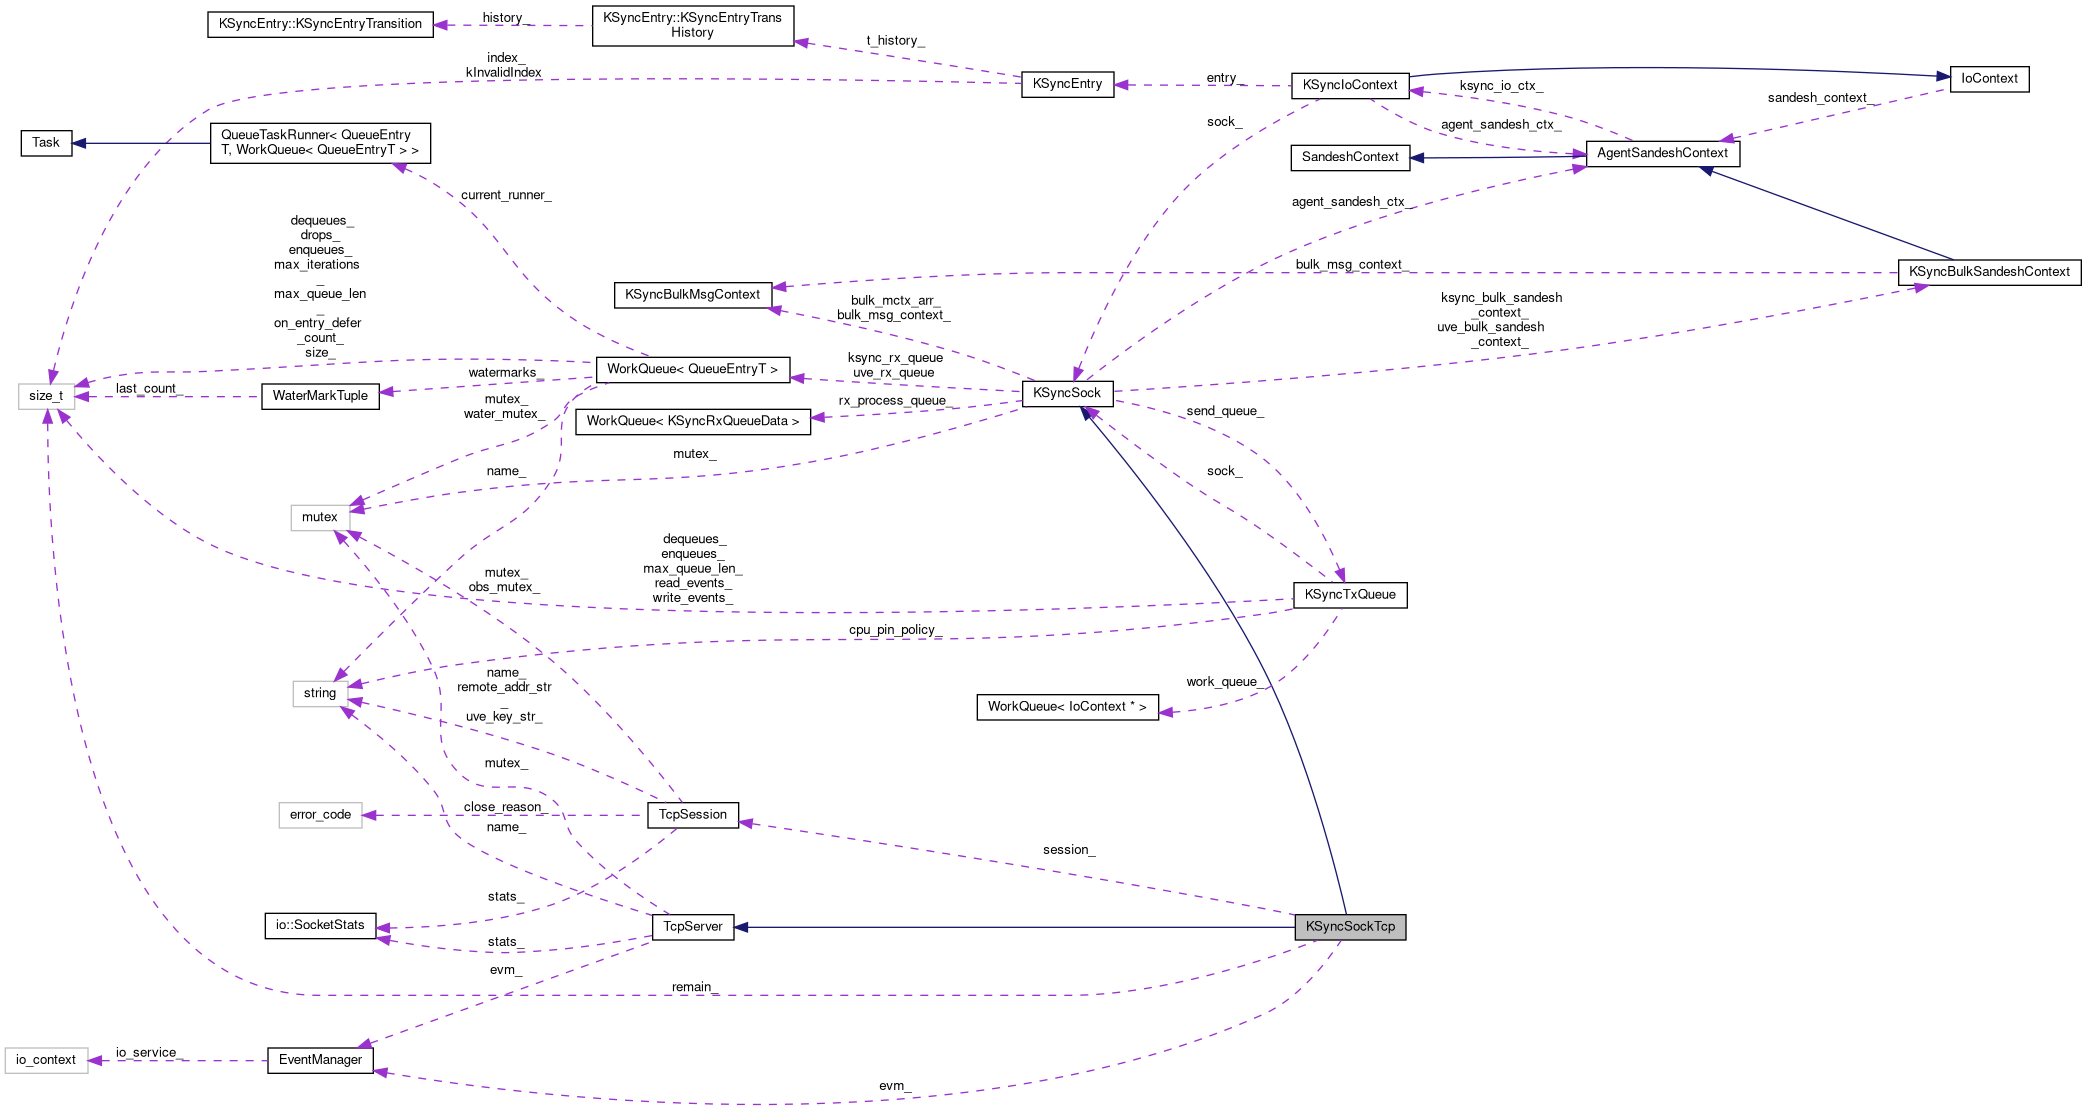 KSyncEntry::KSyncEntryTransition
history_
KSyncEntry::KSyncEntryTrans
History
t_history_
index_
kInvalidIndex
KSyncEntry
entry_
KSyncIoContext
ksync_io_ctx_
IoContext
sandesh_context_
sock_
agent_sandesh_ctx_
Task
QueueTaskRunner< QueueEntry
T, WorkQueue< QueueEntryT > >
SandeshContext
AgentSandeshContext
current_runner_
agent_sandesh_ctx_
dequeues_
drops_
enqueues_
max_iterations
_
max_queue_len
_
on_entry_defer
_count_
size_
bulk_msg_context_
KSyncBulkSandeshContext
KSyncBulkMsgContext
bulk_mctx_arr_
bulk_msg_context_
ksync_bulk_sandesh
_context_
uve_bulk_sandesh
_context_
WorkQueue< QueueEntryT >
ksync_rx_queue
uve_rx_queue
watermarks_
size_t
last_count_
WaterMarkTuple
KSyncSock
mutex_
water_mutex_
rx_process_queue_
WorkQueue< KSyncRxQueueData >
send_queue_
mutex_
name_
sock_
mutex
dequeues_
enqueues_
max_queue_len_
read_events_
write_events_
mutex_
obs_mutex_
KSyncTxQueue
cpu_pin_policy_
string
name_
remote_addr_str
_
uve_key_str_
work_queue_
WorkQueue< IoContext * >
mutex_
error_code
close_reason_
TcpSession
name_
session_
stats_
io::SocketStats
TcpServer
KSyncSockTcp
stats_
evm_
remain_
io_context
io_service_
EventManager
evm_